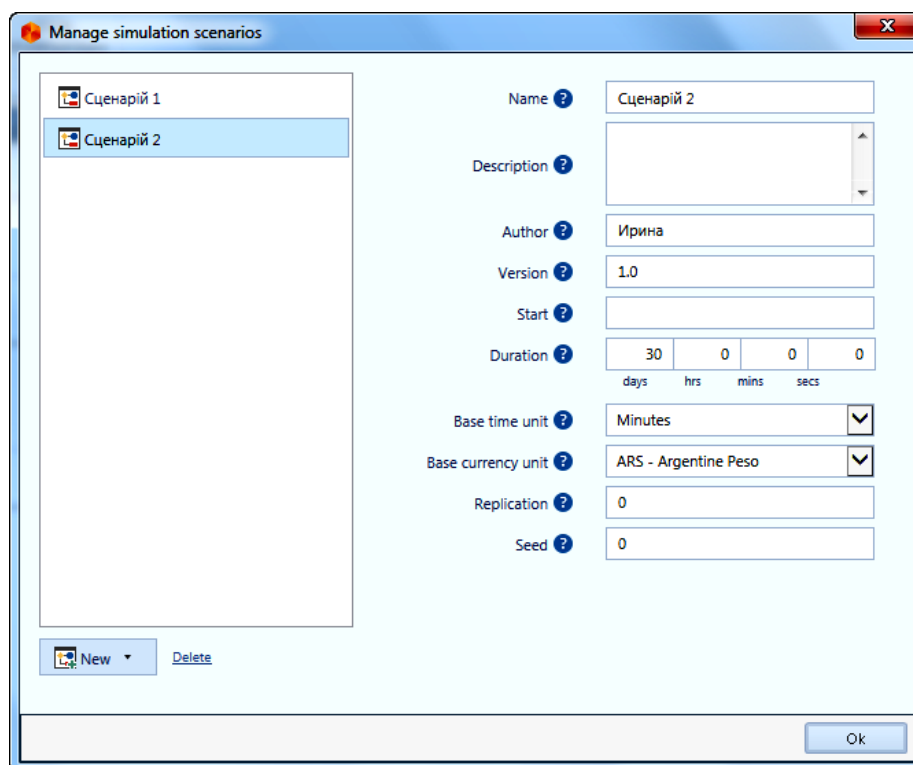 Manage simulation scenarios
x
Сценарій 1
Сценарій 2
Name ? Сценарій 2
Description ?
Author ? Ирина
Version ? 1.0
Start ?
Duration ? 30 0 0 0
days hrs mins secs
Base time unit ? Minutes
Base currency unit ? ARS - Argentine Peso
Replication ? 0
Seed ? 0
New Delete
Ok